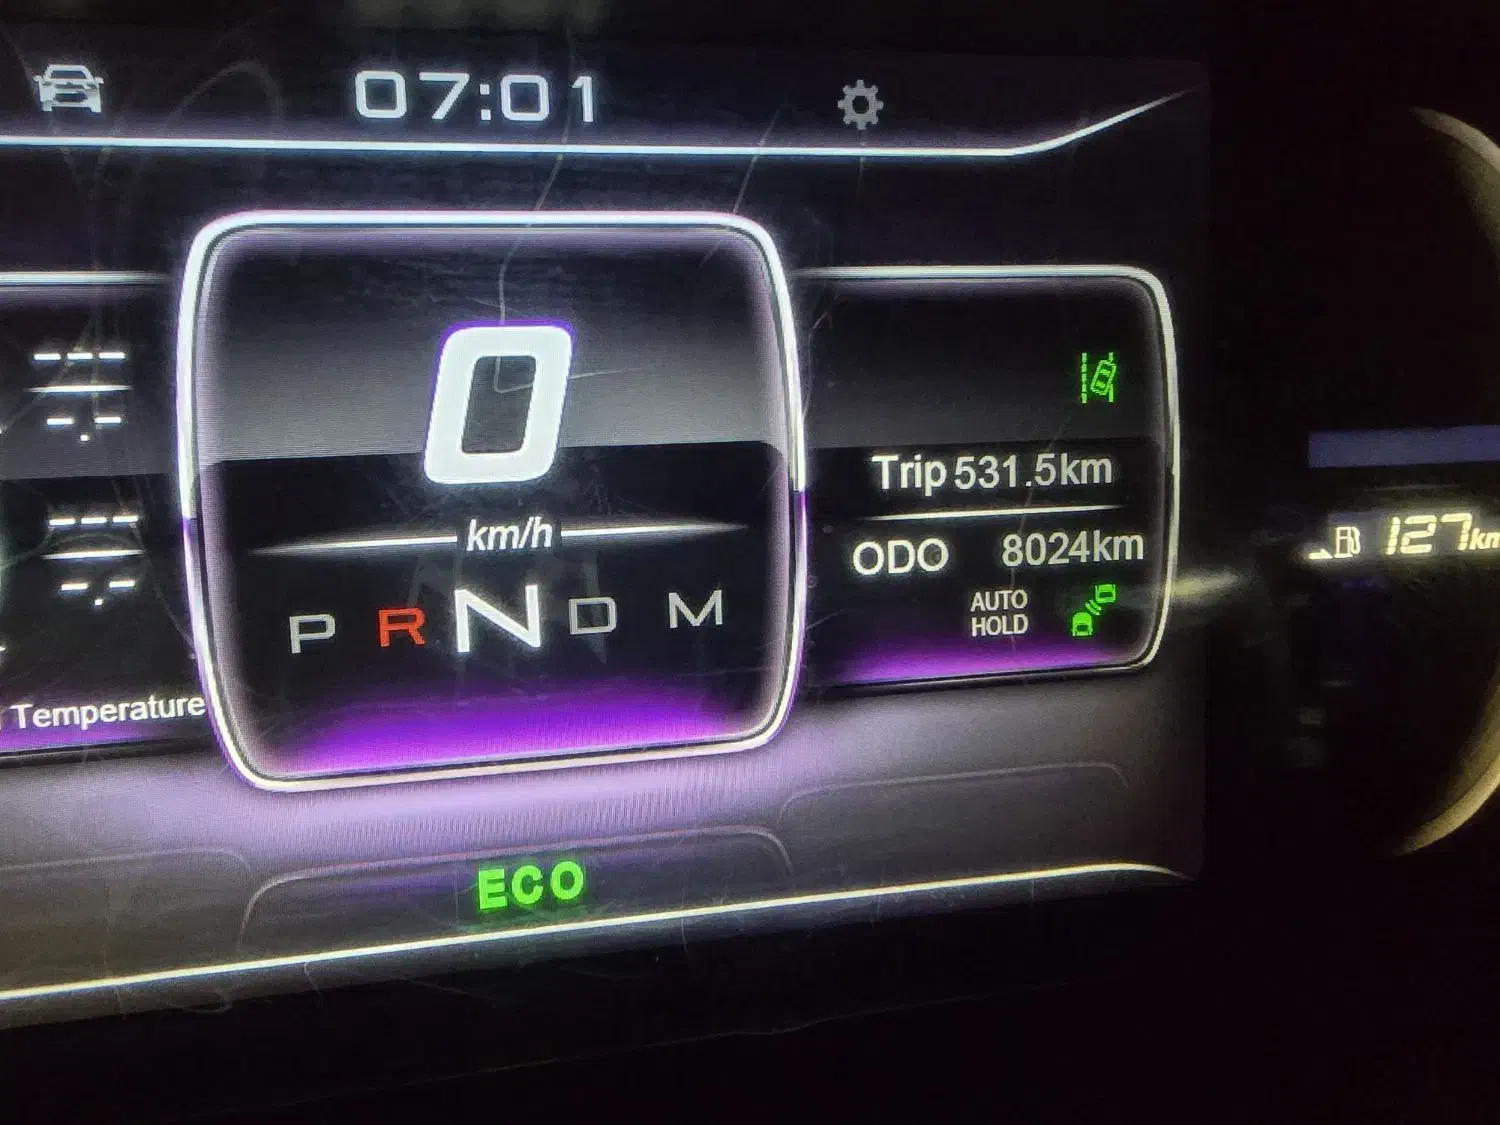 07:01
---
-.-
---
-.-
Temperature
0
km/h
P R N D M
Trip 531.5km
ODO 8024km
AUTO
HOLD
127km
ECO